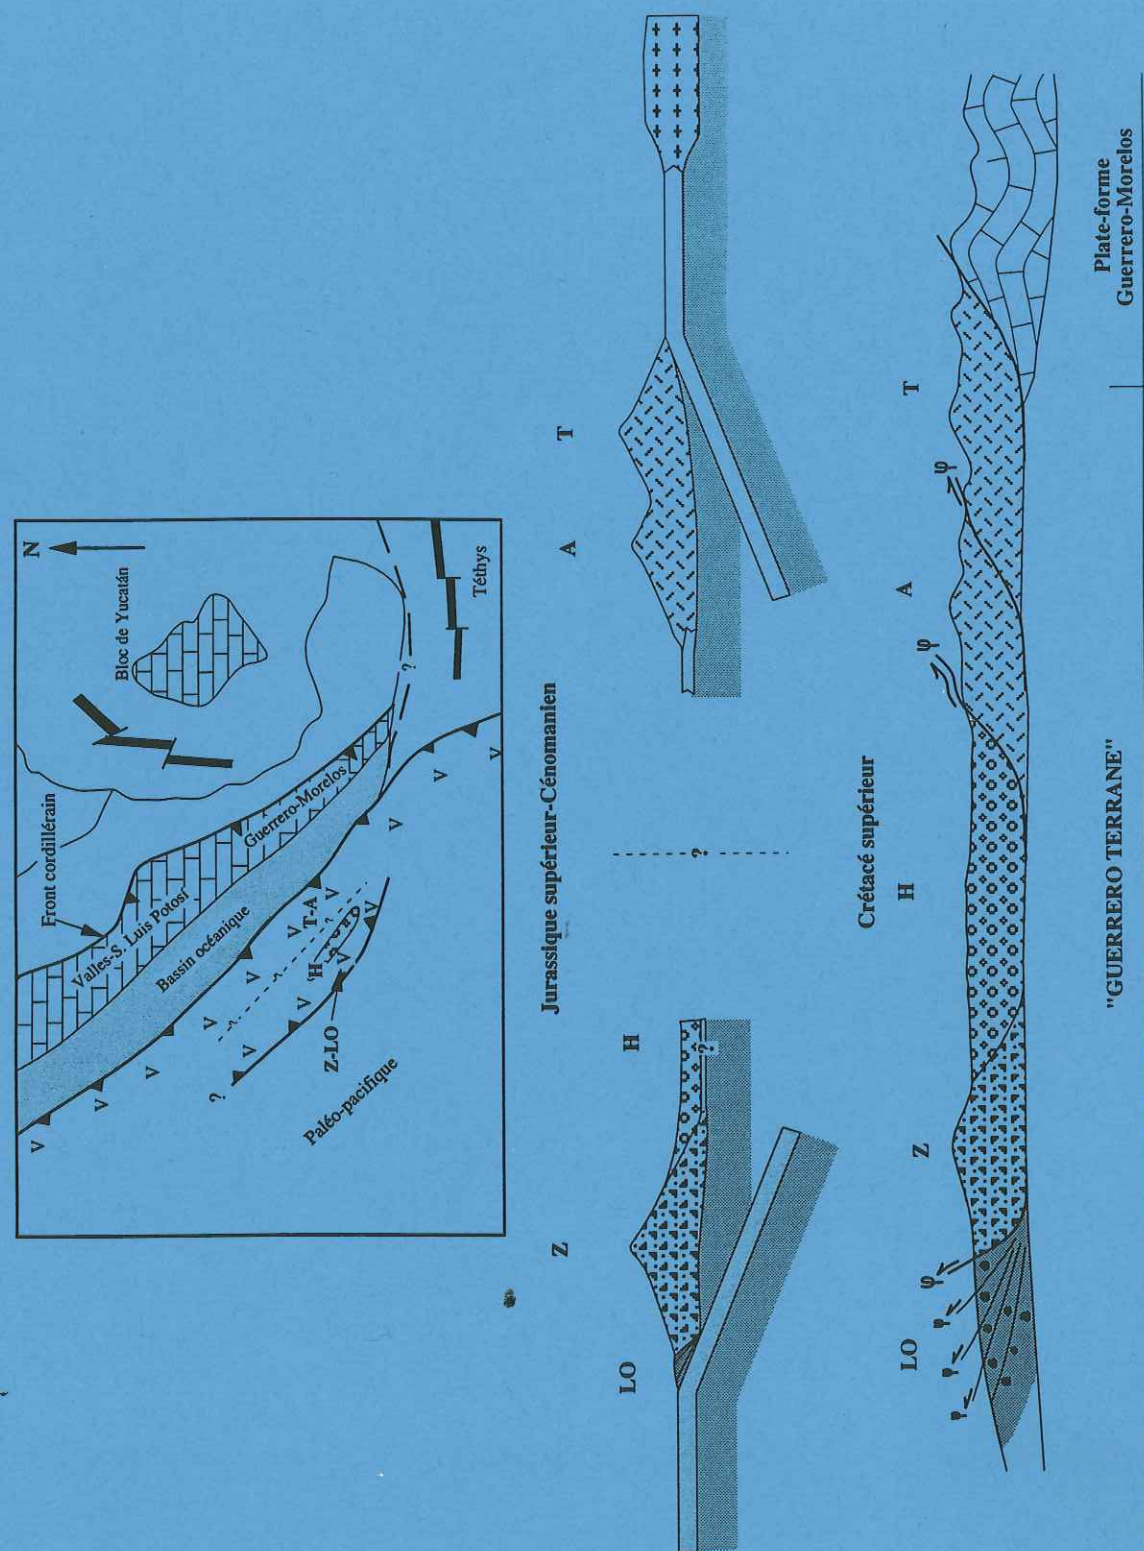 N
Front cordillérain
Bloc de Yucatán
Valles-S. Luis Potosí
Guerrero-Morelos
Bassin océanique
?
V
V
V
V
V
V
V
V
V
V
V
V
V
T-A
H
?
Z-LO
Paléo-pacifique
Téthys
Jurassique supérieur-Cénomanien
LO
Z
H
A
T
?
?
Crétacé supérieur
LO
Z
H
A
T
φ
φ
φ
"GUERRERO TERRANE"
Plate-forme
Guerrero-Morelos